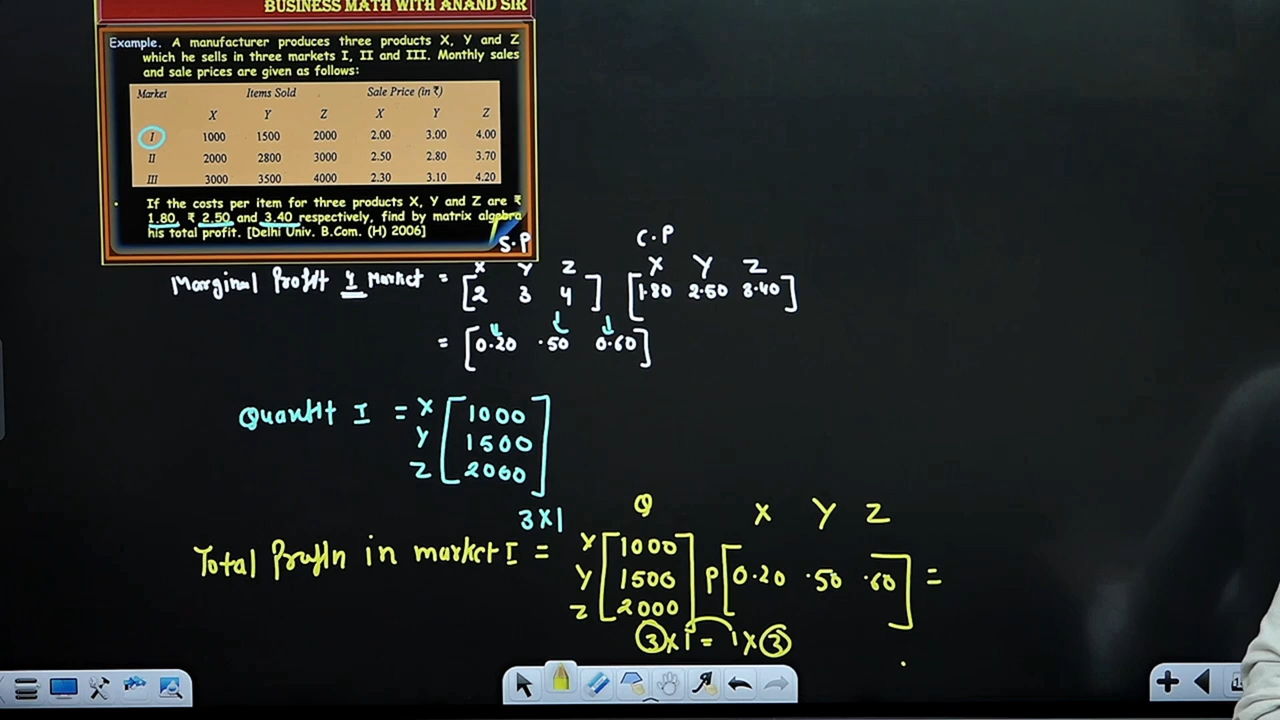 BUSINESS MATH WITH ANAND SIR
Example. A manufacturer produces three products X, Y and Z
which he sells in three markets I, II and III. Monthly sales
and sale prices are given as follows:
Market Items Sold Sale Price (in ₹)
X Y Z X Y Z
I 1000 1500 2000 2.00 3.00 4.00
II 2000 2800 3000 2.50 2.80 3.70
III 3000 3500 4000 2.30 3.10 4.20
If the costs per item for three products X, Y and Z are ₹
1.80, ₹ 2.50 and 3.40 respectively, find by matrix algebra
his total profit. [Delhi Univ. B.Com. (H) 2006]
S.P C.P
X Y Z X Y Z
Marginal Profit I Market = [2 3 4] [1.80 2.50 3.40]
= [0.20 .50 0.60]
Quantit I = X [1000]
Y [1500]
Z [2000]
3X1
Q X Y Z
Total Profin in market I = X [1000]
Y [1500] P [0.20 .50 .60] =
Z [2000]
3 X 1 = 1 X 3